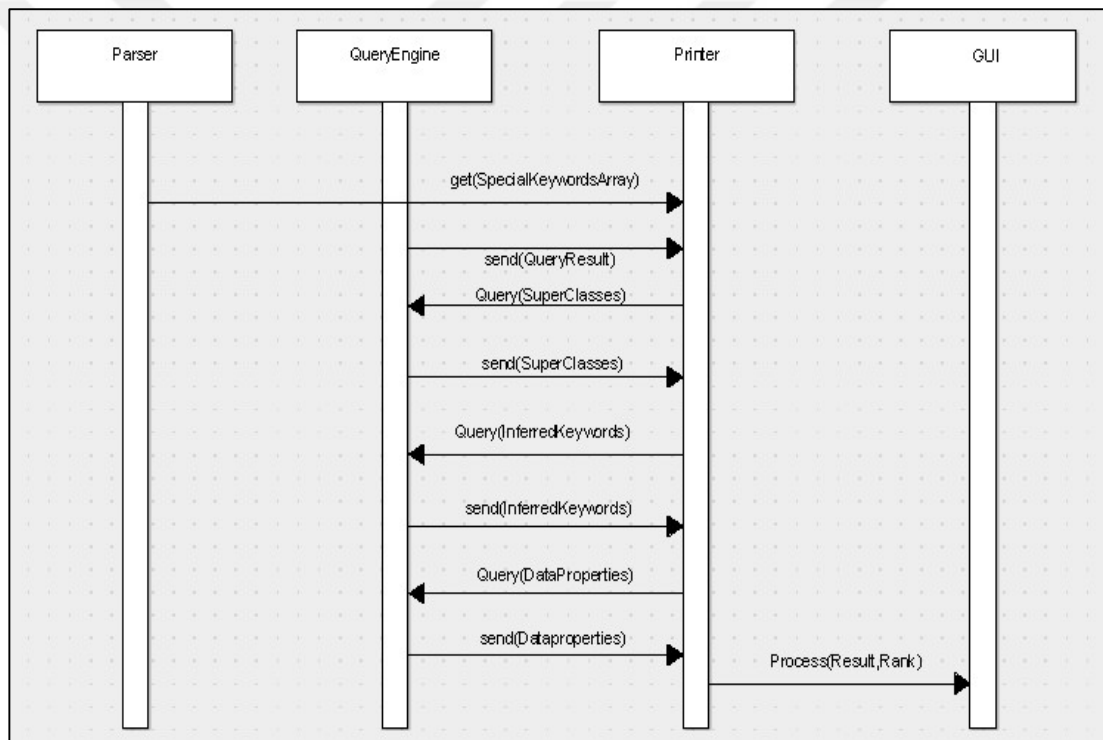 Parser
QueryEngine
Printer
GUI
get(SpecialKeywordsArray)
send(QueryResult)
Query(SuperClasses)
send(SuperClasses)
Query(InferredKeywords)
send(InferredKeywords)
Query(DataProperties)
send(Dataproperties)
Process(Result,Rank)